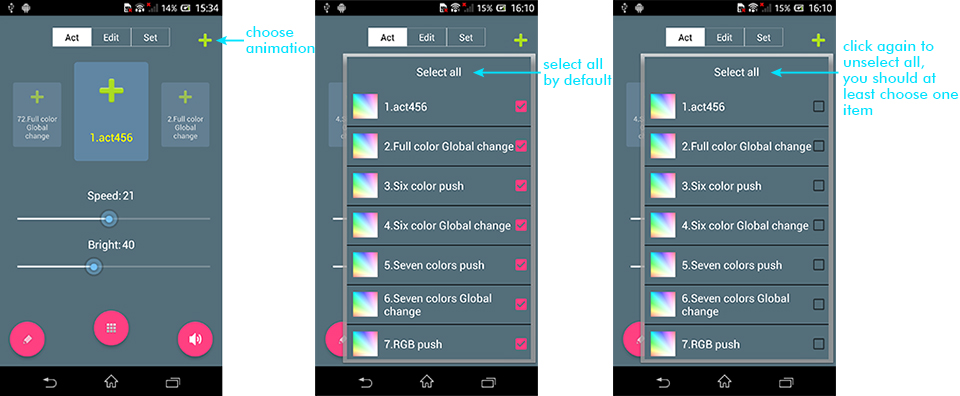 14% 15:34
Act Edit Set
choose
animation
72.Full color
Global
change
1.act456
2.Full color
Global
change
Speed:21
Bright:40
15% 16:10
Act Edit Set
Select all
select all
by default
1.act456
2.Full color Global change
3.Six color push
4.Six color Global change
5.Seven colors push
6.Seven colors Global
change
7.RGB push
15% 16:10
Act Edit Set
Select all
click again to
unselect all,
you should at
least choose one
item
1.act456
2.Full color Global change
3.Six color push
4.Six color Global change
5.Seven colors push
6.Seven colors Global
change
7.RGB push